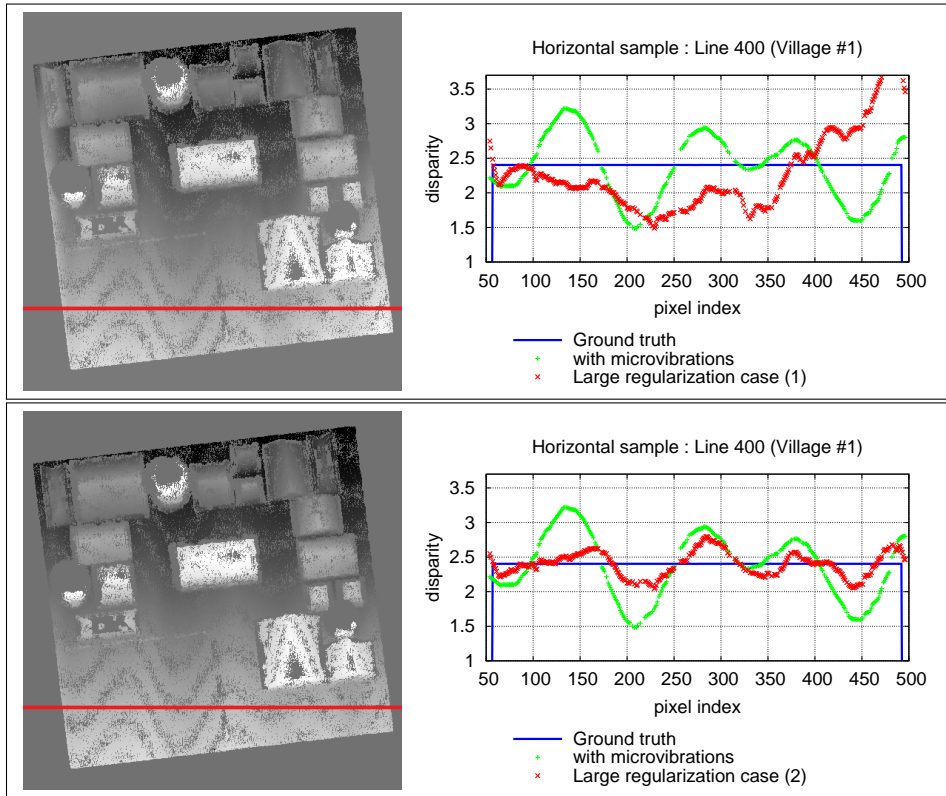 Horizontal sample : Line 400 (Village #1)
3.5
3
2.5
2
1.5
1
disparity
50 100 150 200 250 300 350 400 450 500
pixel index
Ground truth
with microvibrations
Large regularization case (1)
Horizontal sample : Line 400 (Village #1)
3.5
3
2.5
2
1.5
1
disparity
50 100 150 200 250 300 350 400 450 500
pixel index
Ground truth
with microvibrations
Large regularization case (2)